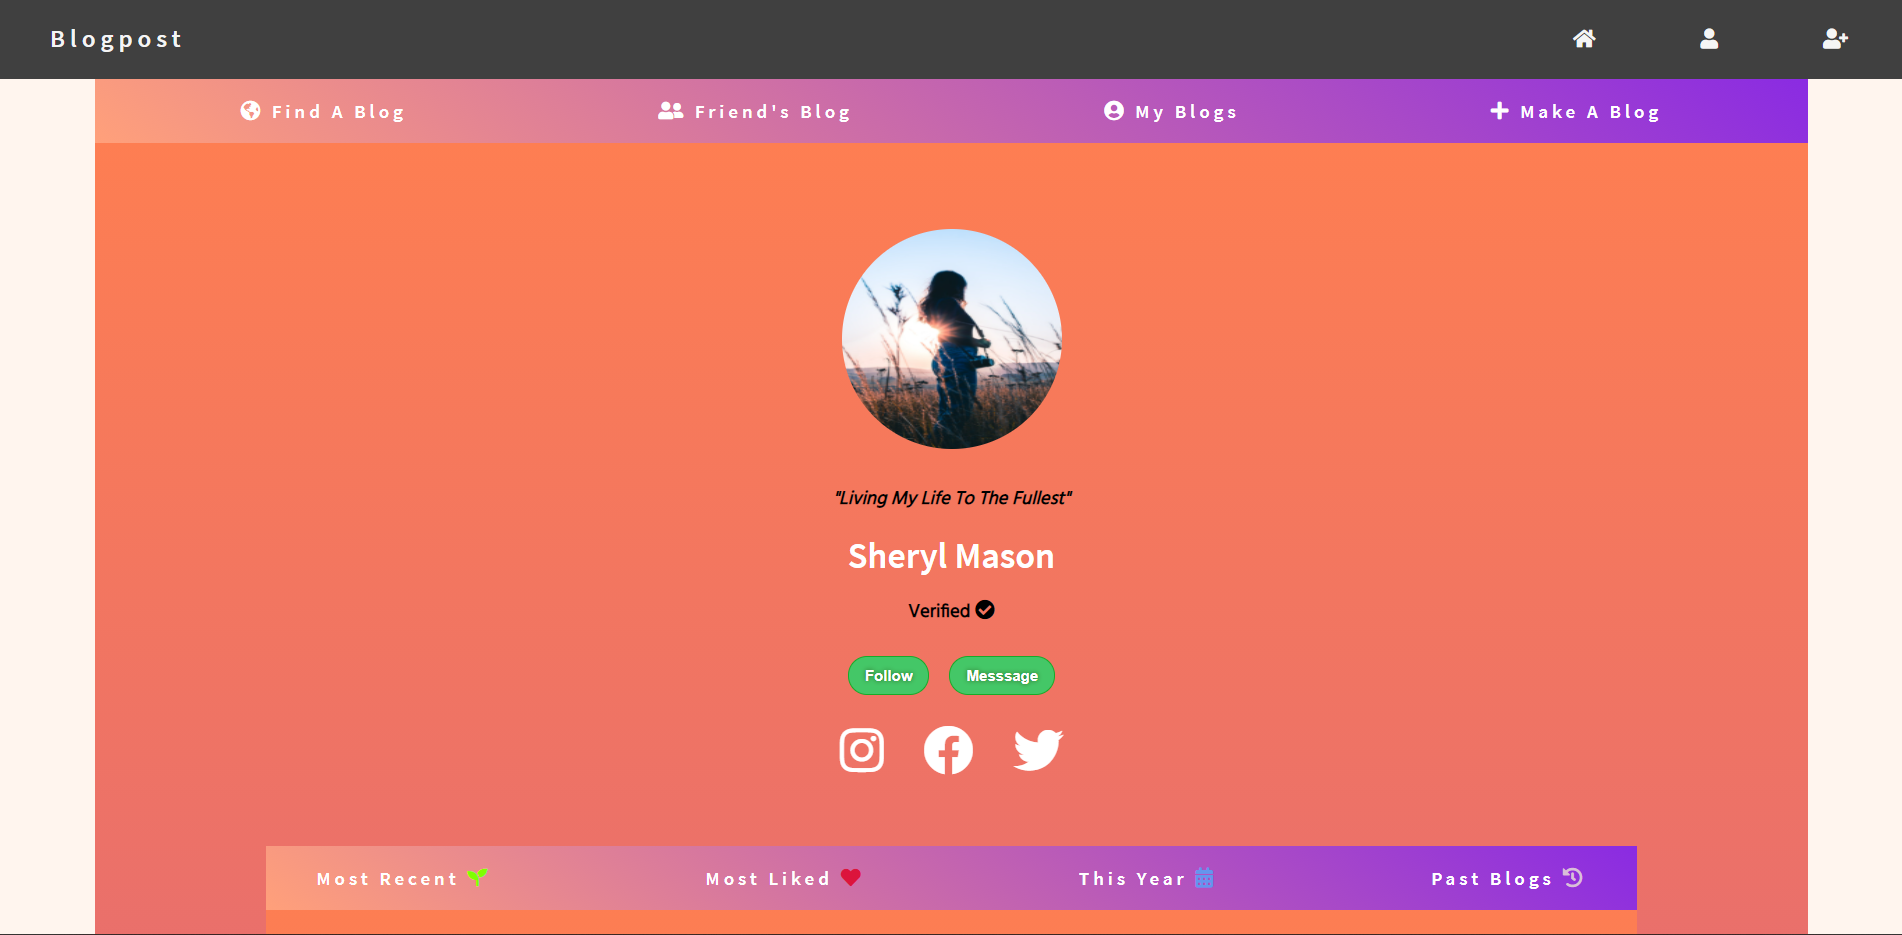 Blogpost
Find A Blog
Friend's Blog
My Blogs
Make A Blog
"Living My Life To The Fullest"
Sheryl Mason
Verified
Follow
Messsage
Most Recent
Most Liked
This Year
Past Blogs